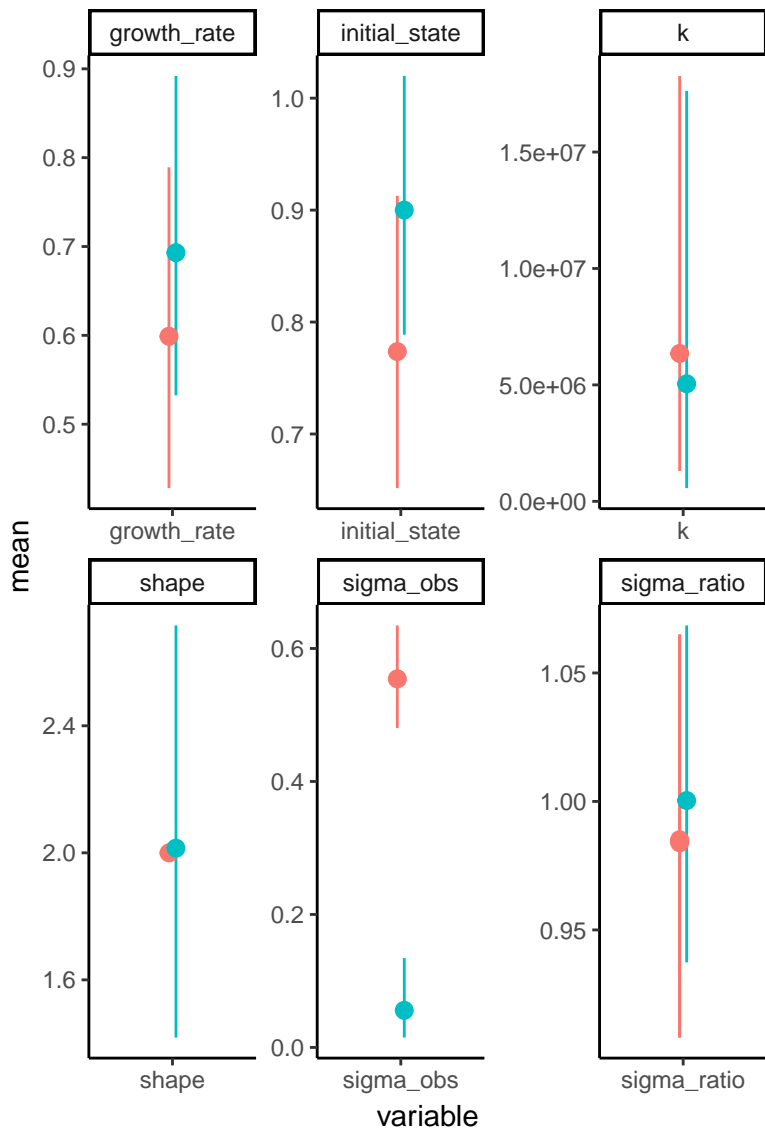 growth_rate
initial_state
k
0.9
0.8
0.7
0.6
0.5
1.0
0.9
0.8
0.7
1.5e+07
1.0e+07
5.0e+06
0.0e+00
growth_rate
initial_state
k
mean
shape
sigma_obs
sigma_ratio
2.4
2.0
1.6
0.6
0.4
0.2
0.0
1.05
1.00
0.95
shape
sigma_obs
sigma_ratio
variable